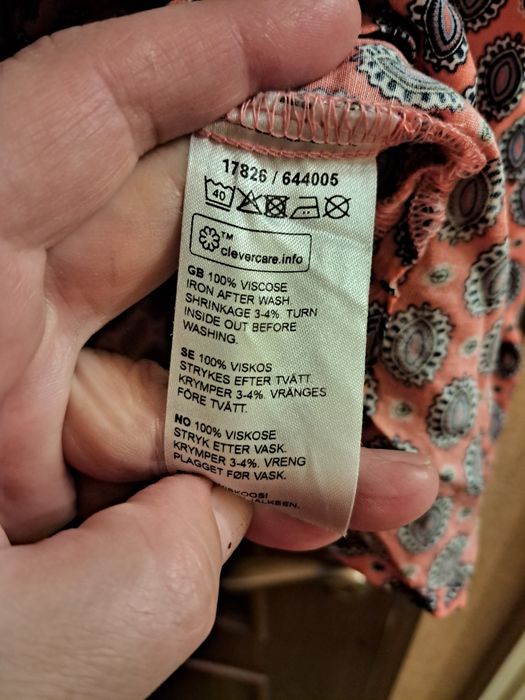 17826 / 644005
40
TM
clevercare.info
GB 100% VISCOSE
IRON AFTER WASH.
SHRINKAGE 3-4%. TURN
INSIDE OUT BEFORE
WASHING.
SE 100% VISKOS
STRYKES EFTER TVÄTT.
KRYMPER 3-4%. VRÄNGES
FÖRE TVÄTT.
NO 100% VISKOSE
STRYK ETTER VASK.
KRYMPER 3-4%. VRENG
PLAGGET FØR VASK.